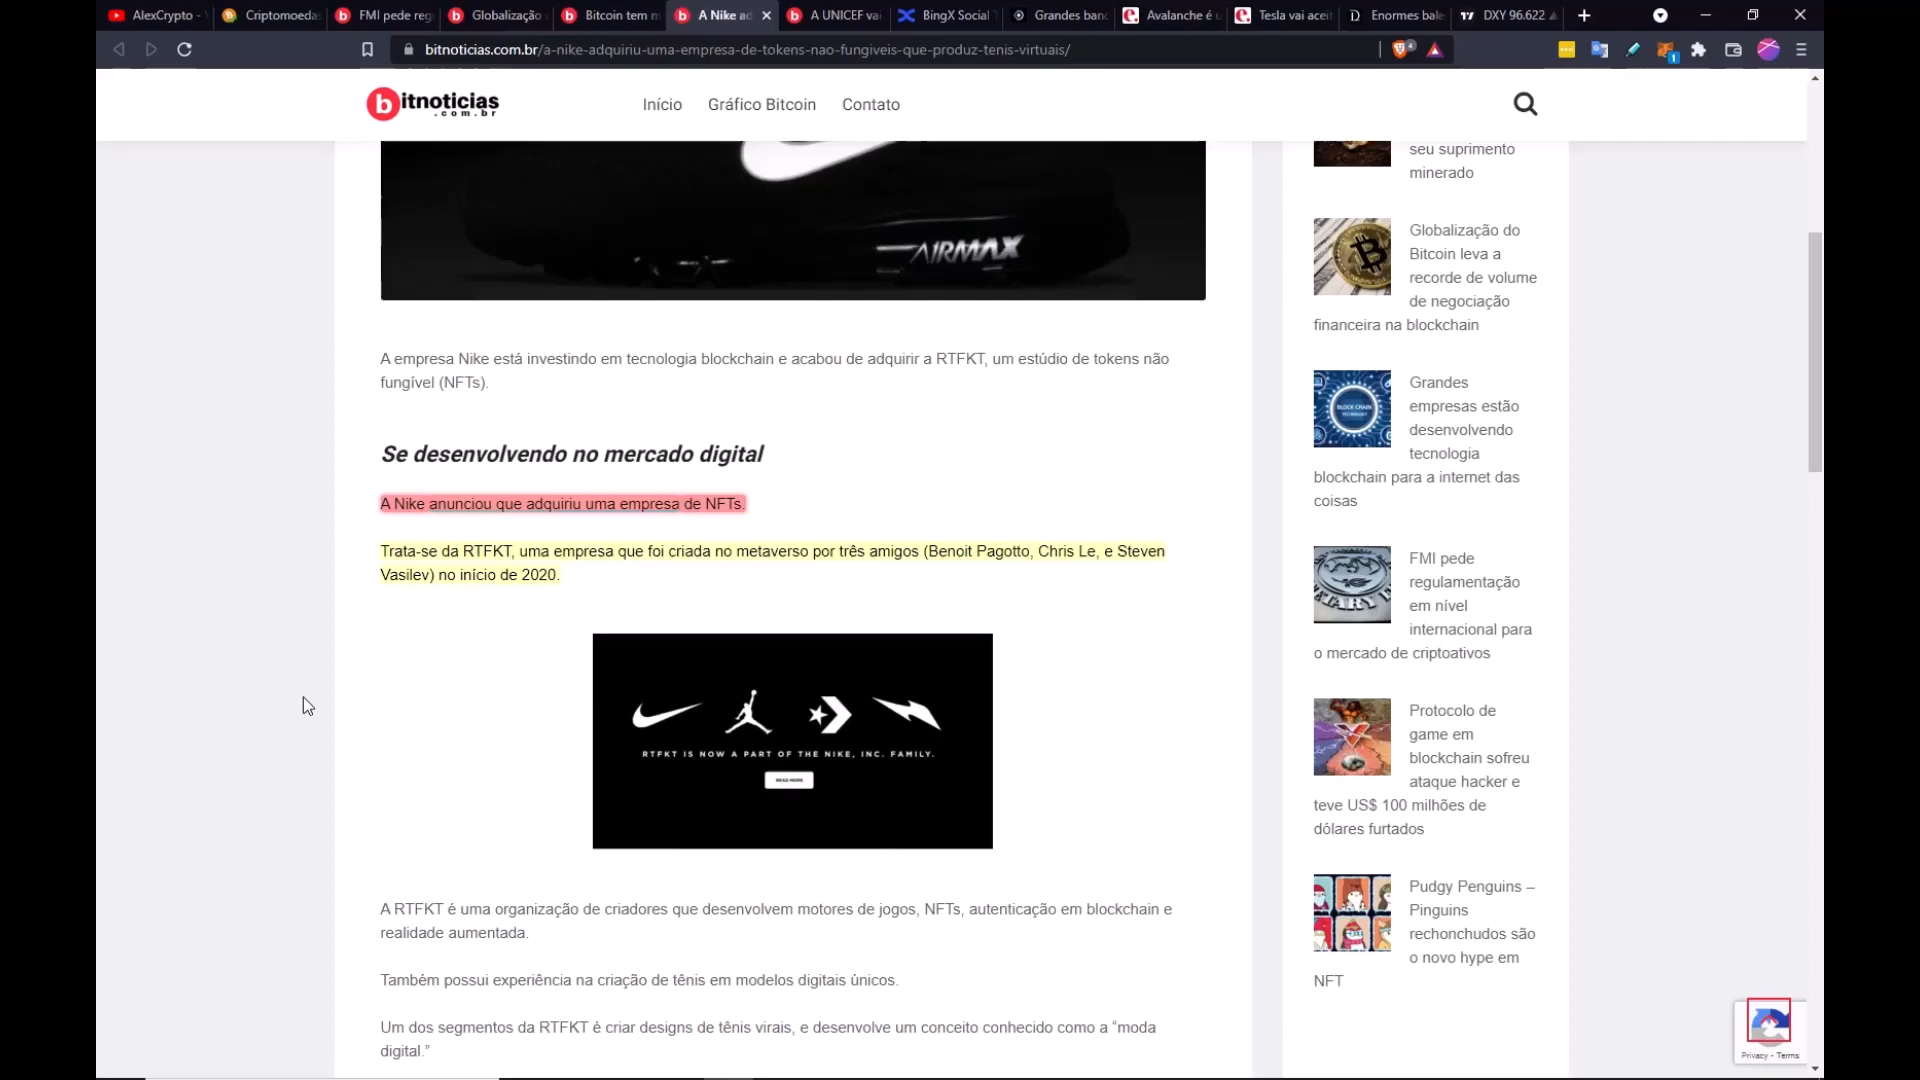 AlexCrypto -
Criptomoedas
FMI pede reg
Globalização
Bitcoin tem m
A Nike ad
A UNICEF vai
BingX Social T
Grandes banc
Avalanche é u
Tesla vai aceit
Enormes bale
DXY 96.622
bitnoticias.com.br/a-nike-adquiriu-uma-empresa-de-tokens-nao-fungiveis-que-produz-tenis-virtuais/
4
1
bitnoticias
.com.br
Início
Gráfico Bitcoin
Contato
AIRMAX
A empresa Nike está investindo em tecnologia blockchain e acabou de adquirir a RTFKT, um estúdio de tokens não
fungível (NFTs).
Se desenvolvendo no mercado digital
A Nike anunciou que adquiriu uma empresa de NFTs.
Trata-se da RTFKT, uma empresa que foi criada no metaverso por três amigos (Benoit Pagotto, Chris Le, e Steven
Vasilev) no início de 2020.
RTFKT IS NOW A PART OF THE NIKE, INC. FAMILY.
READ MORE
A RTFKT é uma organização de criadores que desenvolvem motores de jogos, NFTs, autenticação em blockchain e
realidade aumentada.
Também possui experiência na criação de tênis em modelos digitais únicos.
Um dos segmentos da RTFKT é criar designs de tênis virais, e desenvolve um conceito conhecido como a “moda
digital.”
seu suprimento
minerado
Globalização do
Bitcoin leva a
recorde de volume
de negociação
financeira na blockchain
BLOCK CHAIN
Grandes
empresas estão
desenvolvendo
tecnologia
blockchain para a internet das
coisas
FMI pede
regulamentação
em nível
internacional para
o mercado de criptoativos
Protocolo de
game em
blockchain sofreu
ataque hacker e
teve US$ 100 milhões de
dólares furtados
Pudgy Penguins –
Pinguins
rechonchudos são
o novo hype em
NFT
Privacy - Terms